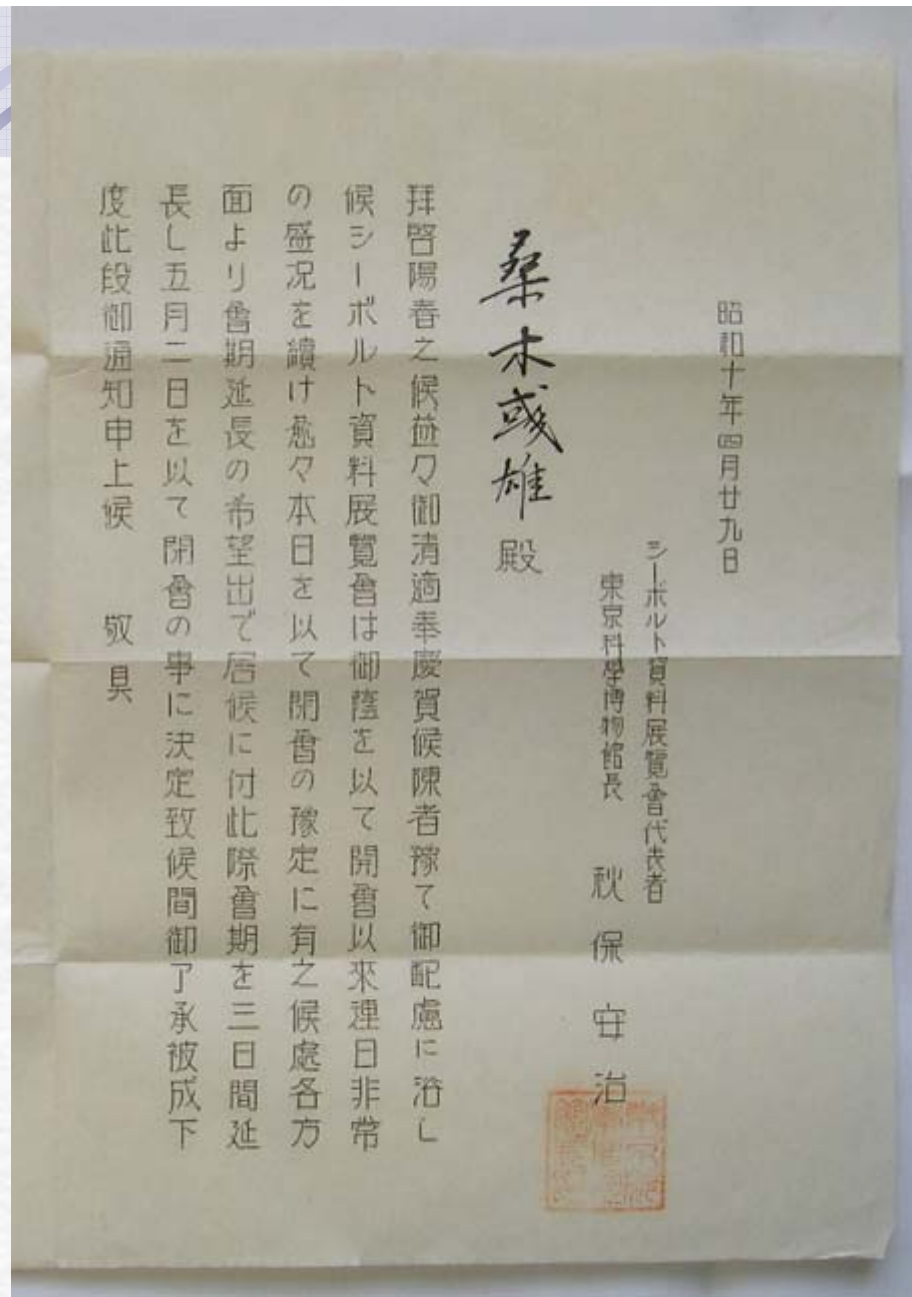 昭和十年四月廿九日
シーボルト資料展覽會代表者
東京科學博物館長　秋保安治
桑木彧雄殿
拜啓陽春之候益々御淸適奉慶賀候陳者豫て御配慮に浴し
候シーボルト資料展覽會は御蔭を以て開會以來連日非常
の盛况を續け愈々本日を以て閉會の豫定に有之候處各方
面より會期延長の希望出で居候に付此際會期を三日間延
長し五月二日を以て閉會の事に決定致候間御了承被成下
度此段御通知申上候　敬具